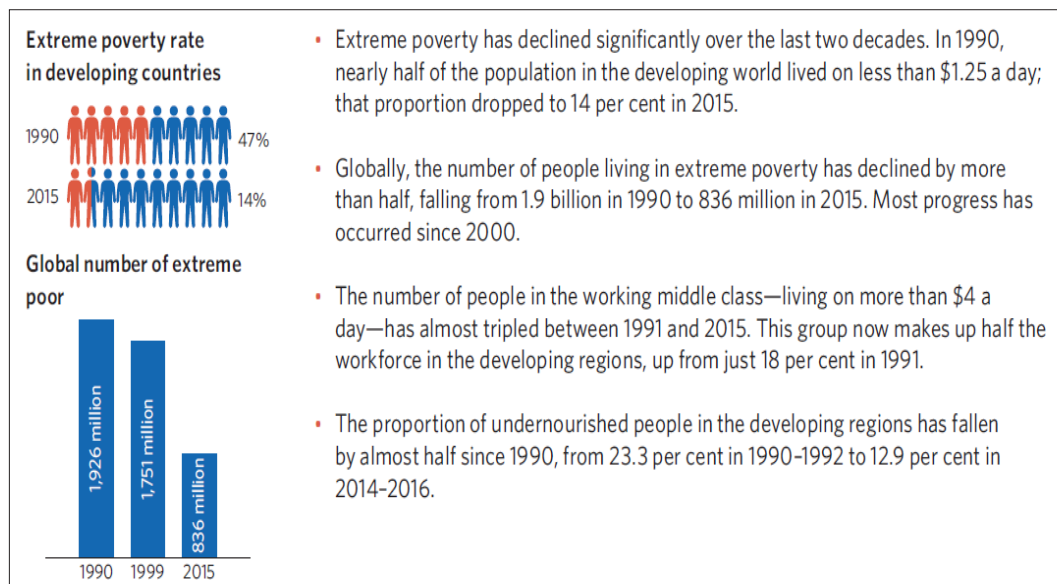 Extreme poverty rate
in developing countries
1990
47%
2015
14%
Global number of extreme
poor
1,926 million
1,751 million
836 million
1990
1999
2015
• Extreme poverty has declined significantly over the last two decades. In 1990,
nearly half of the population in the developing world lived on less than $1.25 a day;
that proportion dropped to 14 per cent in 2015.
• Globally, the number of people living in extreme poverty has declined by more
than half, falling from 1.9 billion in 1990 to 836 million in 2015. Most progress has
occurred since 2000.
• The number of people in the working middle class—living on more than $4 a
day—has almost tripled between 1991 and 2015. This group now makes up half the
workforce in the developing regions, up from just 18 per cent in 1991.
• The proportion of undernourished people in the developing regions has fallen
by almost half since 1990, from 23.3 per cent in 1990–1992 to 12.9 per cent in
2014–2016.